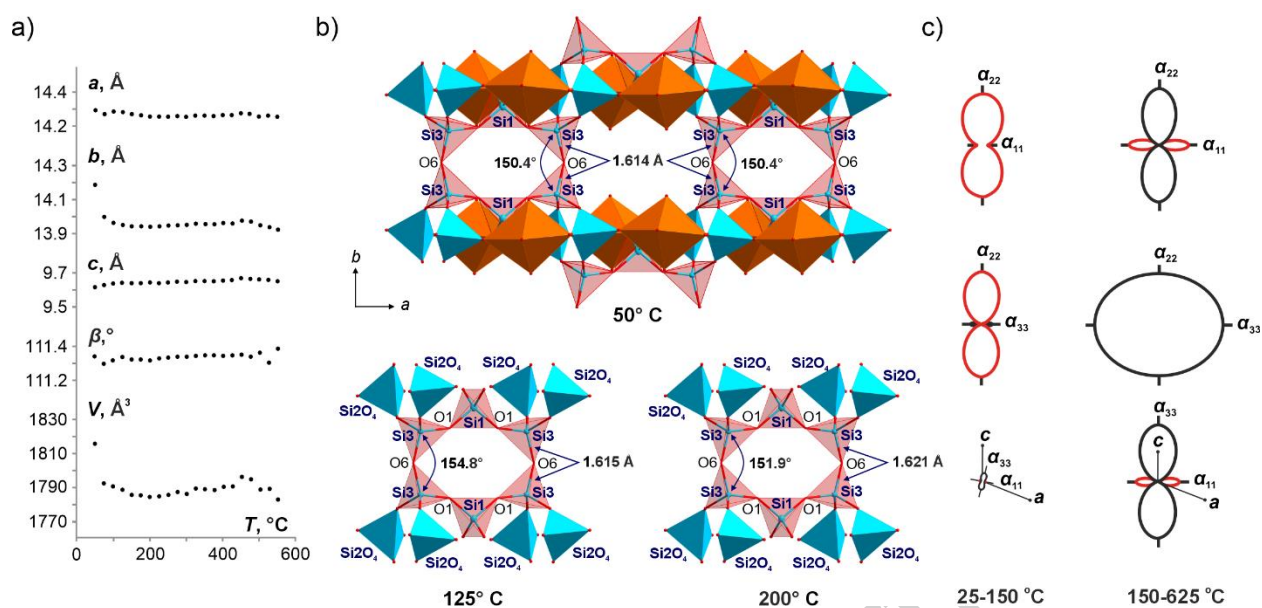 a)
b)
c)
a, Å
14.4
14.2
b, Å
14.3
14.1
13.9
c, Å
9.7
9.5
β,°
111.4
111.2
V, Å³
1830
1810
1790
1770
T, °C
0 200 400 600
Si1 Si1
Si3 Si3 Si3
O6 150.4° O6 1.614 Å 150.4° O6
Si3 Si3 Si3
Si1 Si1
b
a
50° C
Si2O₄ Si2O₄ Si2O₄ Si2O₄
Si2O₄ Si2O₄ Si2O₄ Si2O₄
O1 Si1 O1 O1 Si1 O1
Si3 Si3 Si3 Si3
O6 154.8° O6 1.615 Å O6 151.9° O6 1.621 Å
Si3 Si3 Si3 Si3
O1 Si1 O1 O1 Si1 O1
Si2O₄ Si2O₄ Si2O₄ Si2O₄
Si2O₄ Si2O₄ Si2O₄ Si2O₄
125° C 200° C
α₂₂ α₂₂
α₁₁ α₁₁
α₂₂ α₂₂
α₃₃ α₃₃
α₃₃
c c
α₃₃
α₁₁ α₁₁
a a
25-150 °C 150-625 °C